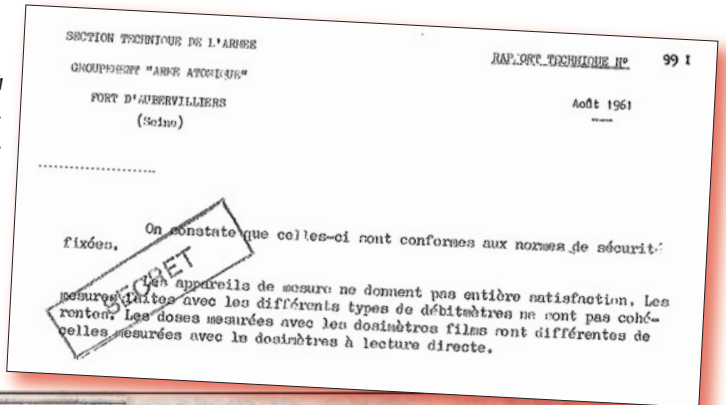 SECTION TECHNIQUE DE L'ARMEE
RAPPORT TECHNIQUE Nº 99 I
GROUPEMENT "ARME ATOMIQUE"
Août 1961
FORT D'AUBERVILLIERS
(Seine)
On constate que celles-ci sont conformes aux normes de sécurité
fixées.
SECRET
Les appareils de mesure ne donnent pas entière satisfaction. Les
mesures faites avec les différents types de débitmètres ne sont pas cohé-
rentes. Les doses mesurées avec les dosimètres films sont différentes de
celles mesurées avec le dosimètres à lecture directe.